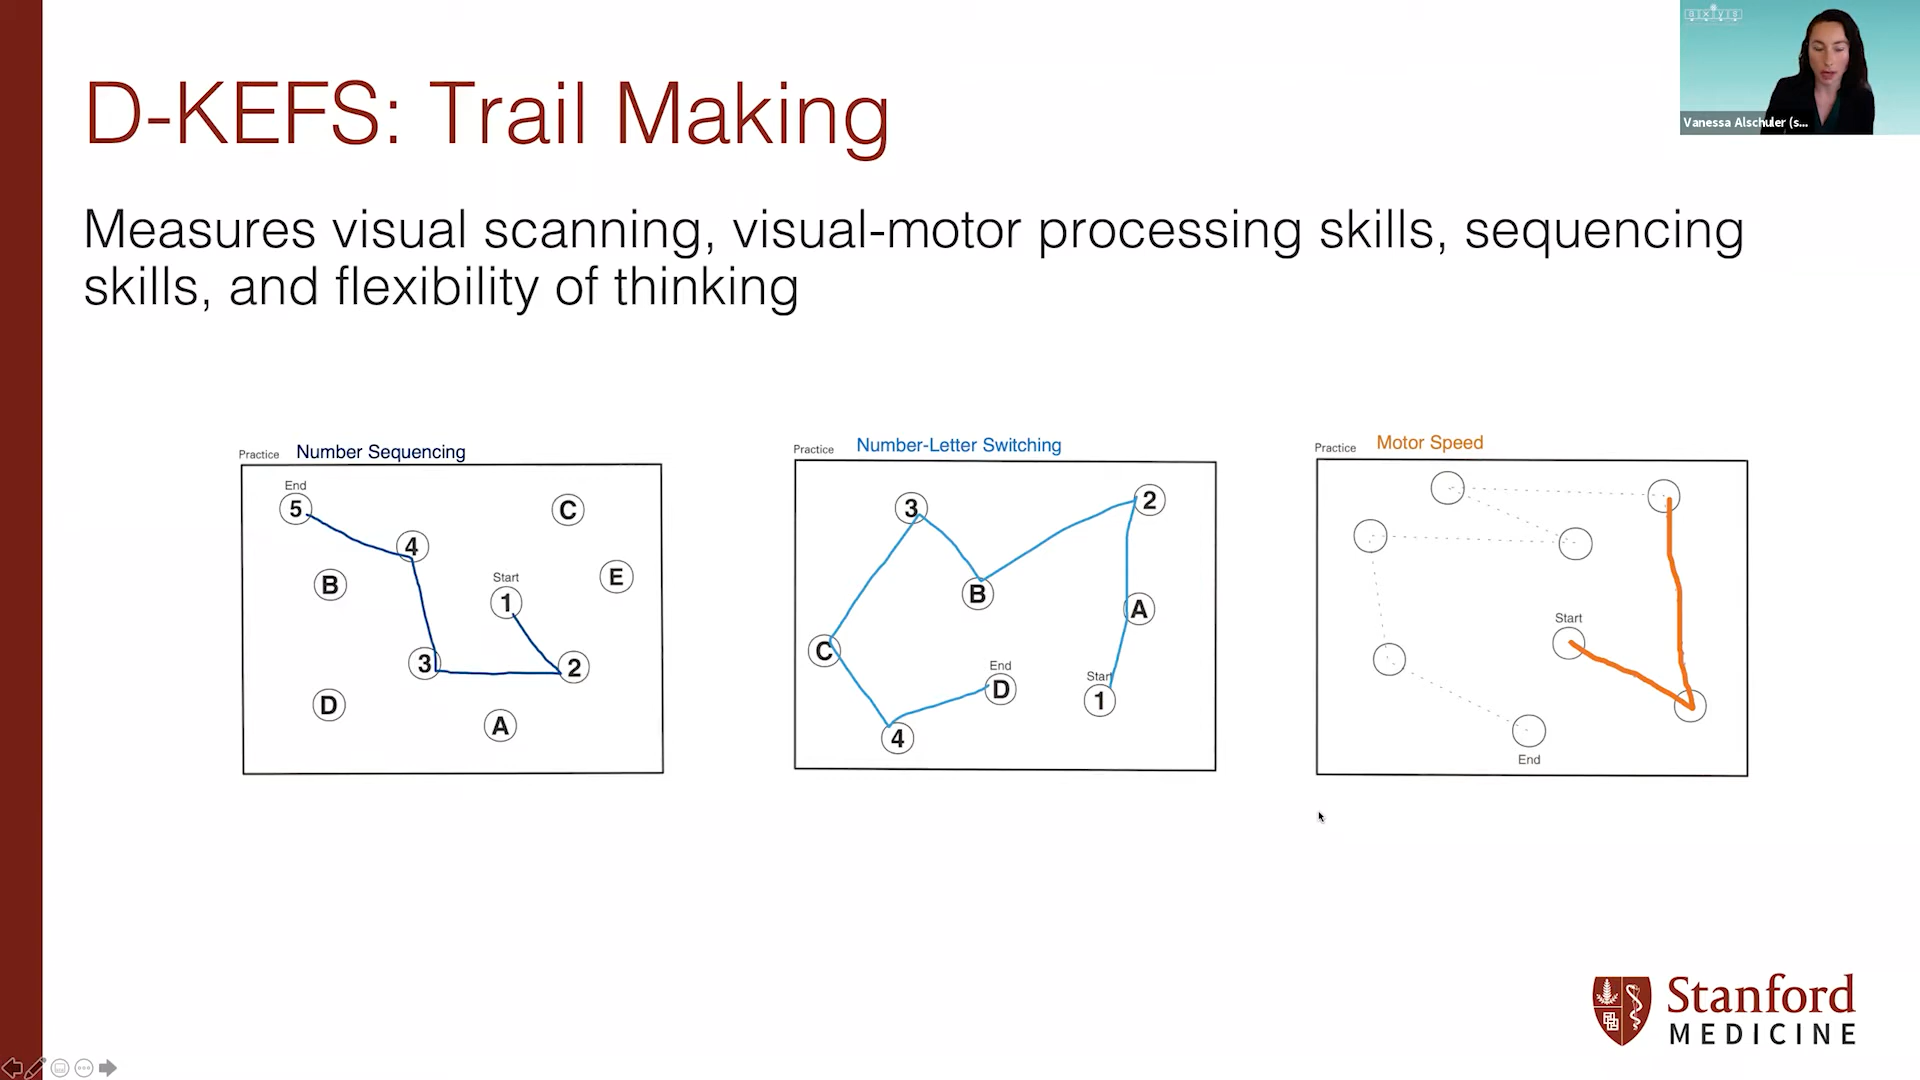 D-KEFS: Trail Making
Vanessa Alschuler (s...
Measures visual scanning, visual-motor processing skills, sequencing
skills, and flexibility of thinking
Practice Number Sequencing
End
5
C
4
B
E
Start
1
3
2
D
A
Practice Number-Letter Switching
3
2
B
A
C
End
D
Start
1
4
Practice Motor Speed
Start
End
Stanford
MEDICINE